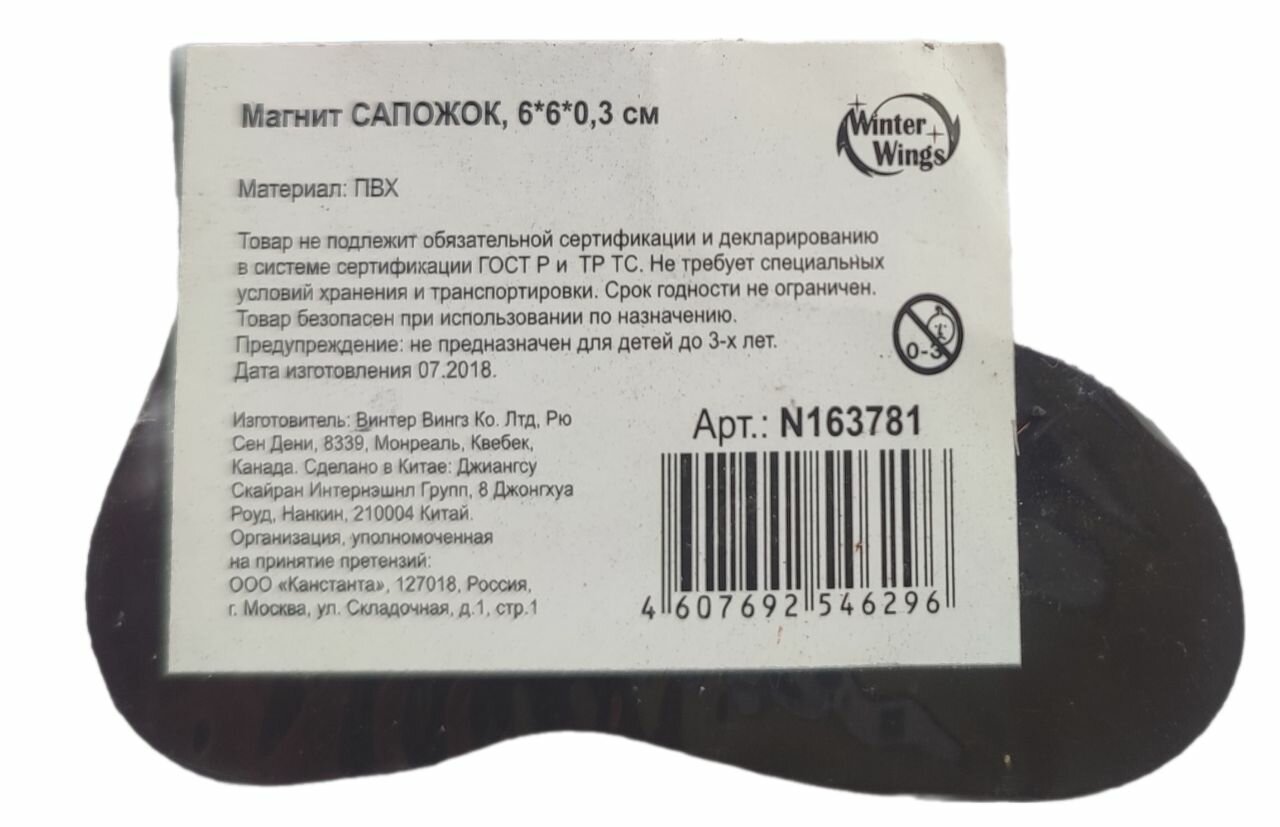 Магнит САПОЖОК, 6*6*0,3 см
Winter
Wings
Материал: ПВХ
Товар не подлежит обязательной сертификации и декларированию
в системе сертификации ГОСТ Р и ТР ТС. Не требует специальных
условий хранения и транспортировки. Срок годности не ограничен.
Товар безопасен при использовании по назначению.
Предупреждение: не предназначен для детей до 3-х лет.
Дата изготовления 07.2018.
0-3
Изготовитель: Винтер Вингз Ко. Лтд, Рю
Сен Дени, 8339, Монреаль, Квебек,
Канада. Сделано в Китае: Джиангсу
Скайран Интернэшнл Групп, 8 Джонгхуа
Роуд, Нанкин, 210004 Китай.
Организация, уполномоченная
на принятие претензий:
ООО «Канстанта», 127018, Россия,
г. Москва, ул. Складочная, д.1, стр.1
Арт.: N163781
4 607692 546296